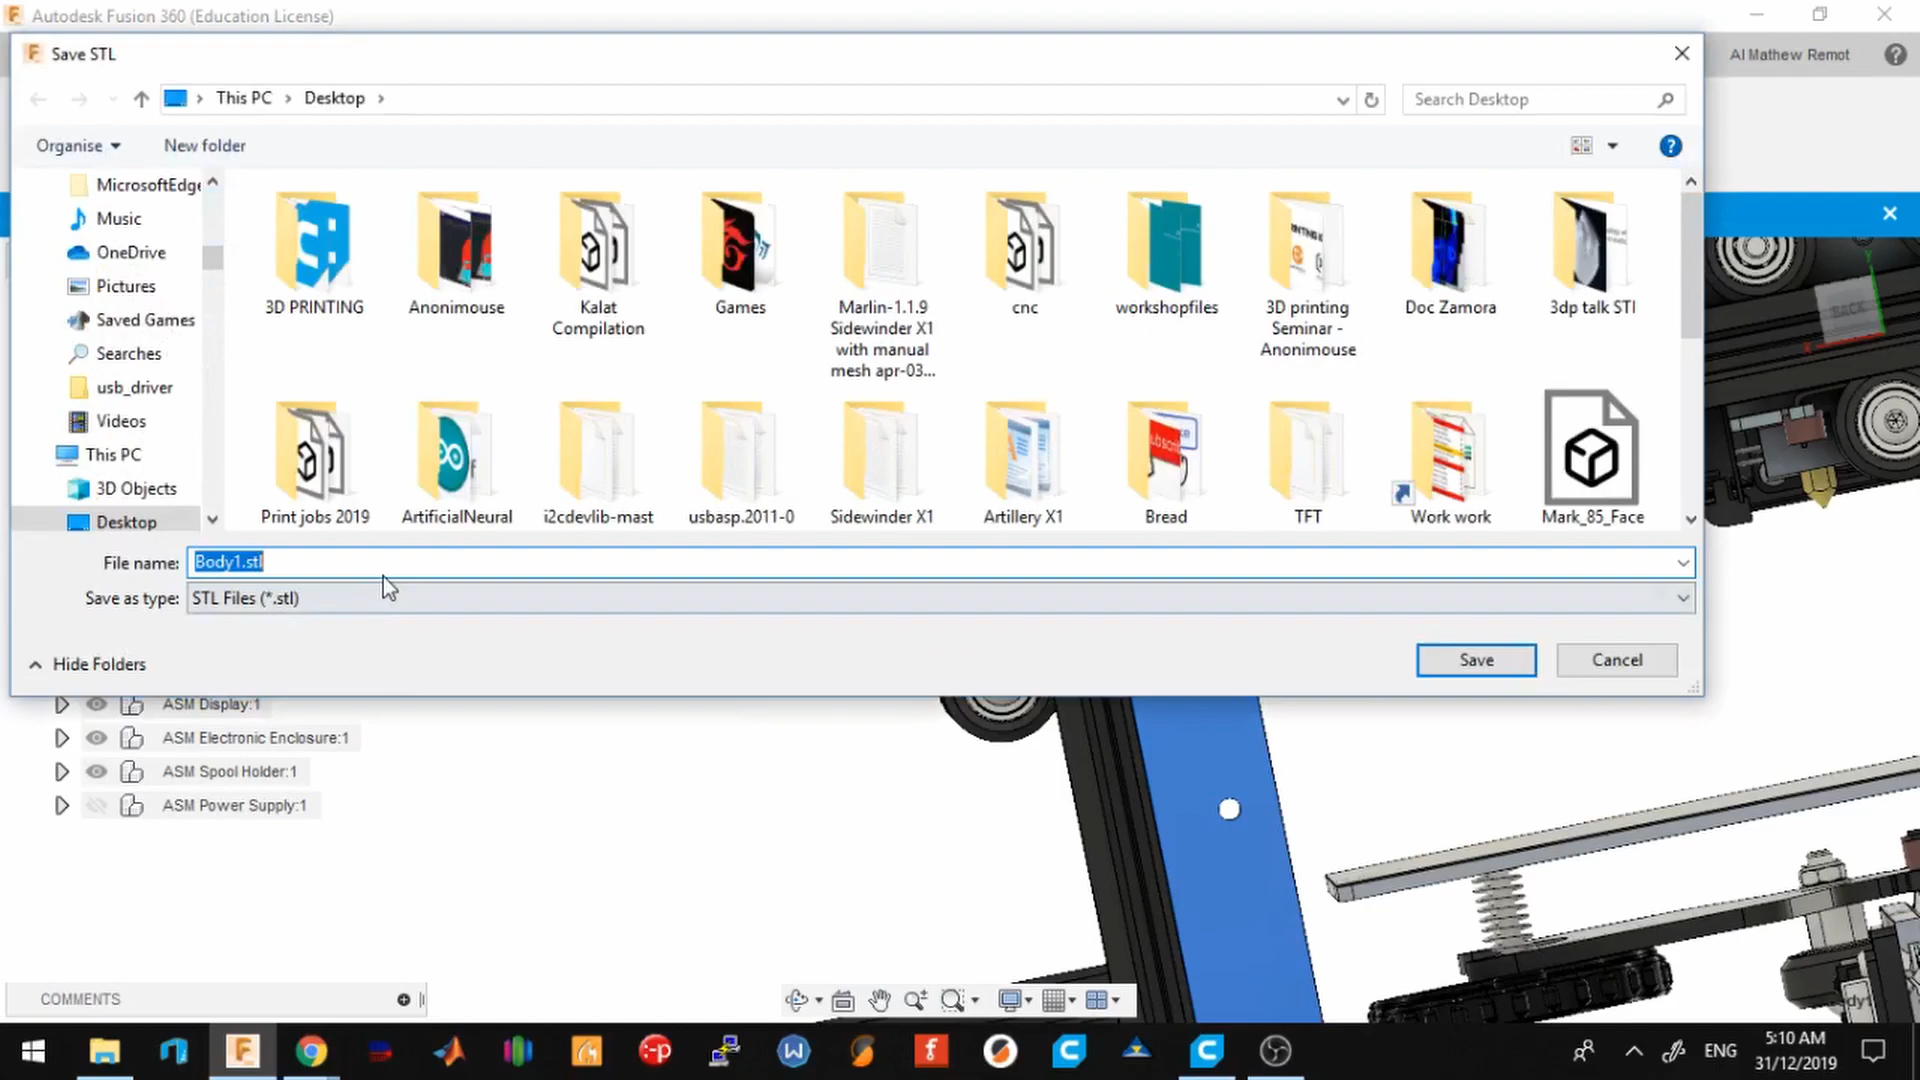 Autodesk Fusion 360 (Education License)
Save STL
Al Mathew Remot
This PC
Desktop
Search Desktop
Organise
New folder
MicrosoftEdge
Music
OneDrive
Pictures
Saved Games
Searches
usb_driver
Videos
This PC
3D Objects
Desktop
3D PRINTING
Anonimouse
Kalat
Compilation
Games
Marlin-1.1.9
Sidewinder X1
with manual
mesh apr-03...
cnc
workshopfiles
3D printing
Seminar -
Anonimouse
Doc Zamora
3dp talk STI
Print jobs 2019
ArtificialNeural
i2cdevlib-mast
usbasp.2011-0
Sidewinder X1
Artillery X1
Bread
TFT
Work work
Mark_85_Face
File name:
Body1.stl
Save as type:
STL Files (*.stl)
Hide Folders
Save
Cancel
BACK
Y
X
ASM Display:1
ASM Electronic Enclosure:1
ASM Spool Holder:1
ASM Power Supply:1
COMMENTS
ENG
5:10 AM
31/12/2019